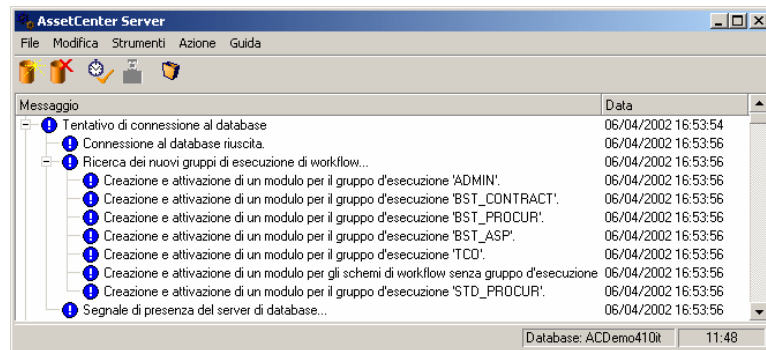 AssetCenter Server
File Modifica Strumenti Azione Guida
Messaggio Data
Tentativo di connessione al database 06/04/2002 16:53:54
Connessione al database riuscita. 06/04/2002 16:53:56
Ricerca dei nuovi gruppi di esecuzione di workflow... 06/04/2002 16:53:56
Creazione e attivazione di un modulo per il gruppo d'esecuzione 'ADMIN'. 06/04/2002 16:53:56
Creazione e attivazione di un modulo per il gruppo d'esecuzione 'BST_CONTRACT'. 06/04/2002 16:53:56
Creazione e attivazione di un modulo per il gruppo d'esecuzione 'BST_PROCUR'. 06/04/2002 16:53:56
Creazione e attivazione di un modulo per il gruppo d'esecuzione 'BST_ASP'. 06/04/2002 16:53:56
Creazione e attivazione di un modulo per il gruppo d'esecuzione 'TCO'. 06/04/2002 16:53:56
Creazione e attivazione di un modulo per gli schemi di workflow senza gruppo d'esecuzione 06/04/2002 16:53:56
Creazione e attivazione di un modulo per il gruppo d'esecuzione 'STD_PROCUR'. 06/04/2002 16:53:56
Segnale di presenza del server di database... 06/04/2002 16:53:56
Database: ACDemo410it 11:48